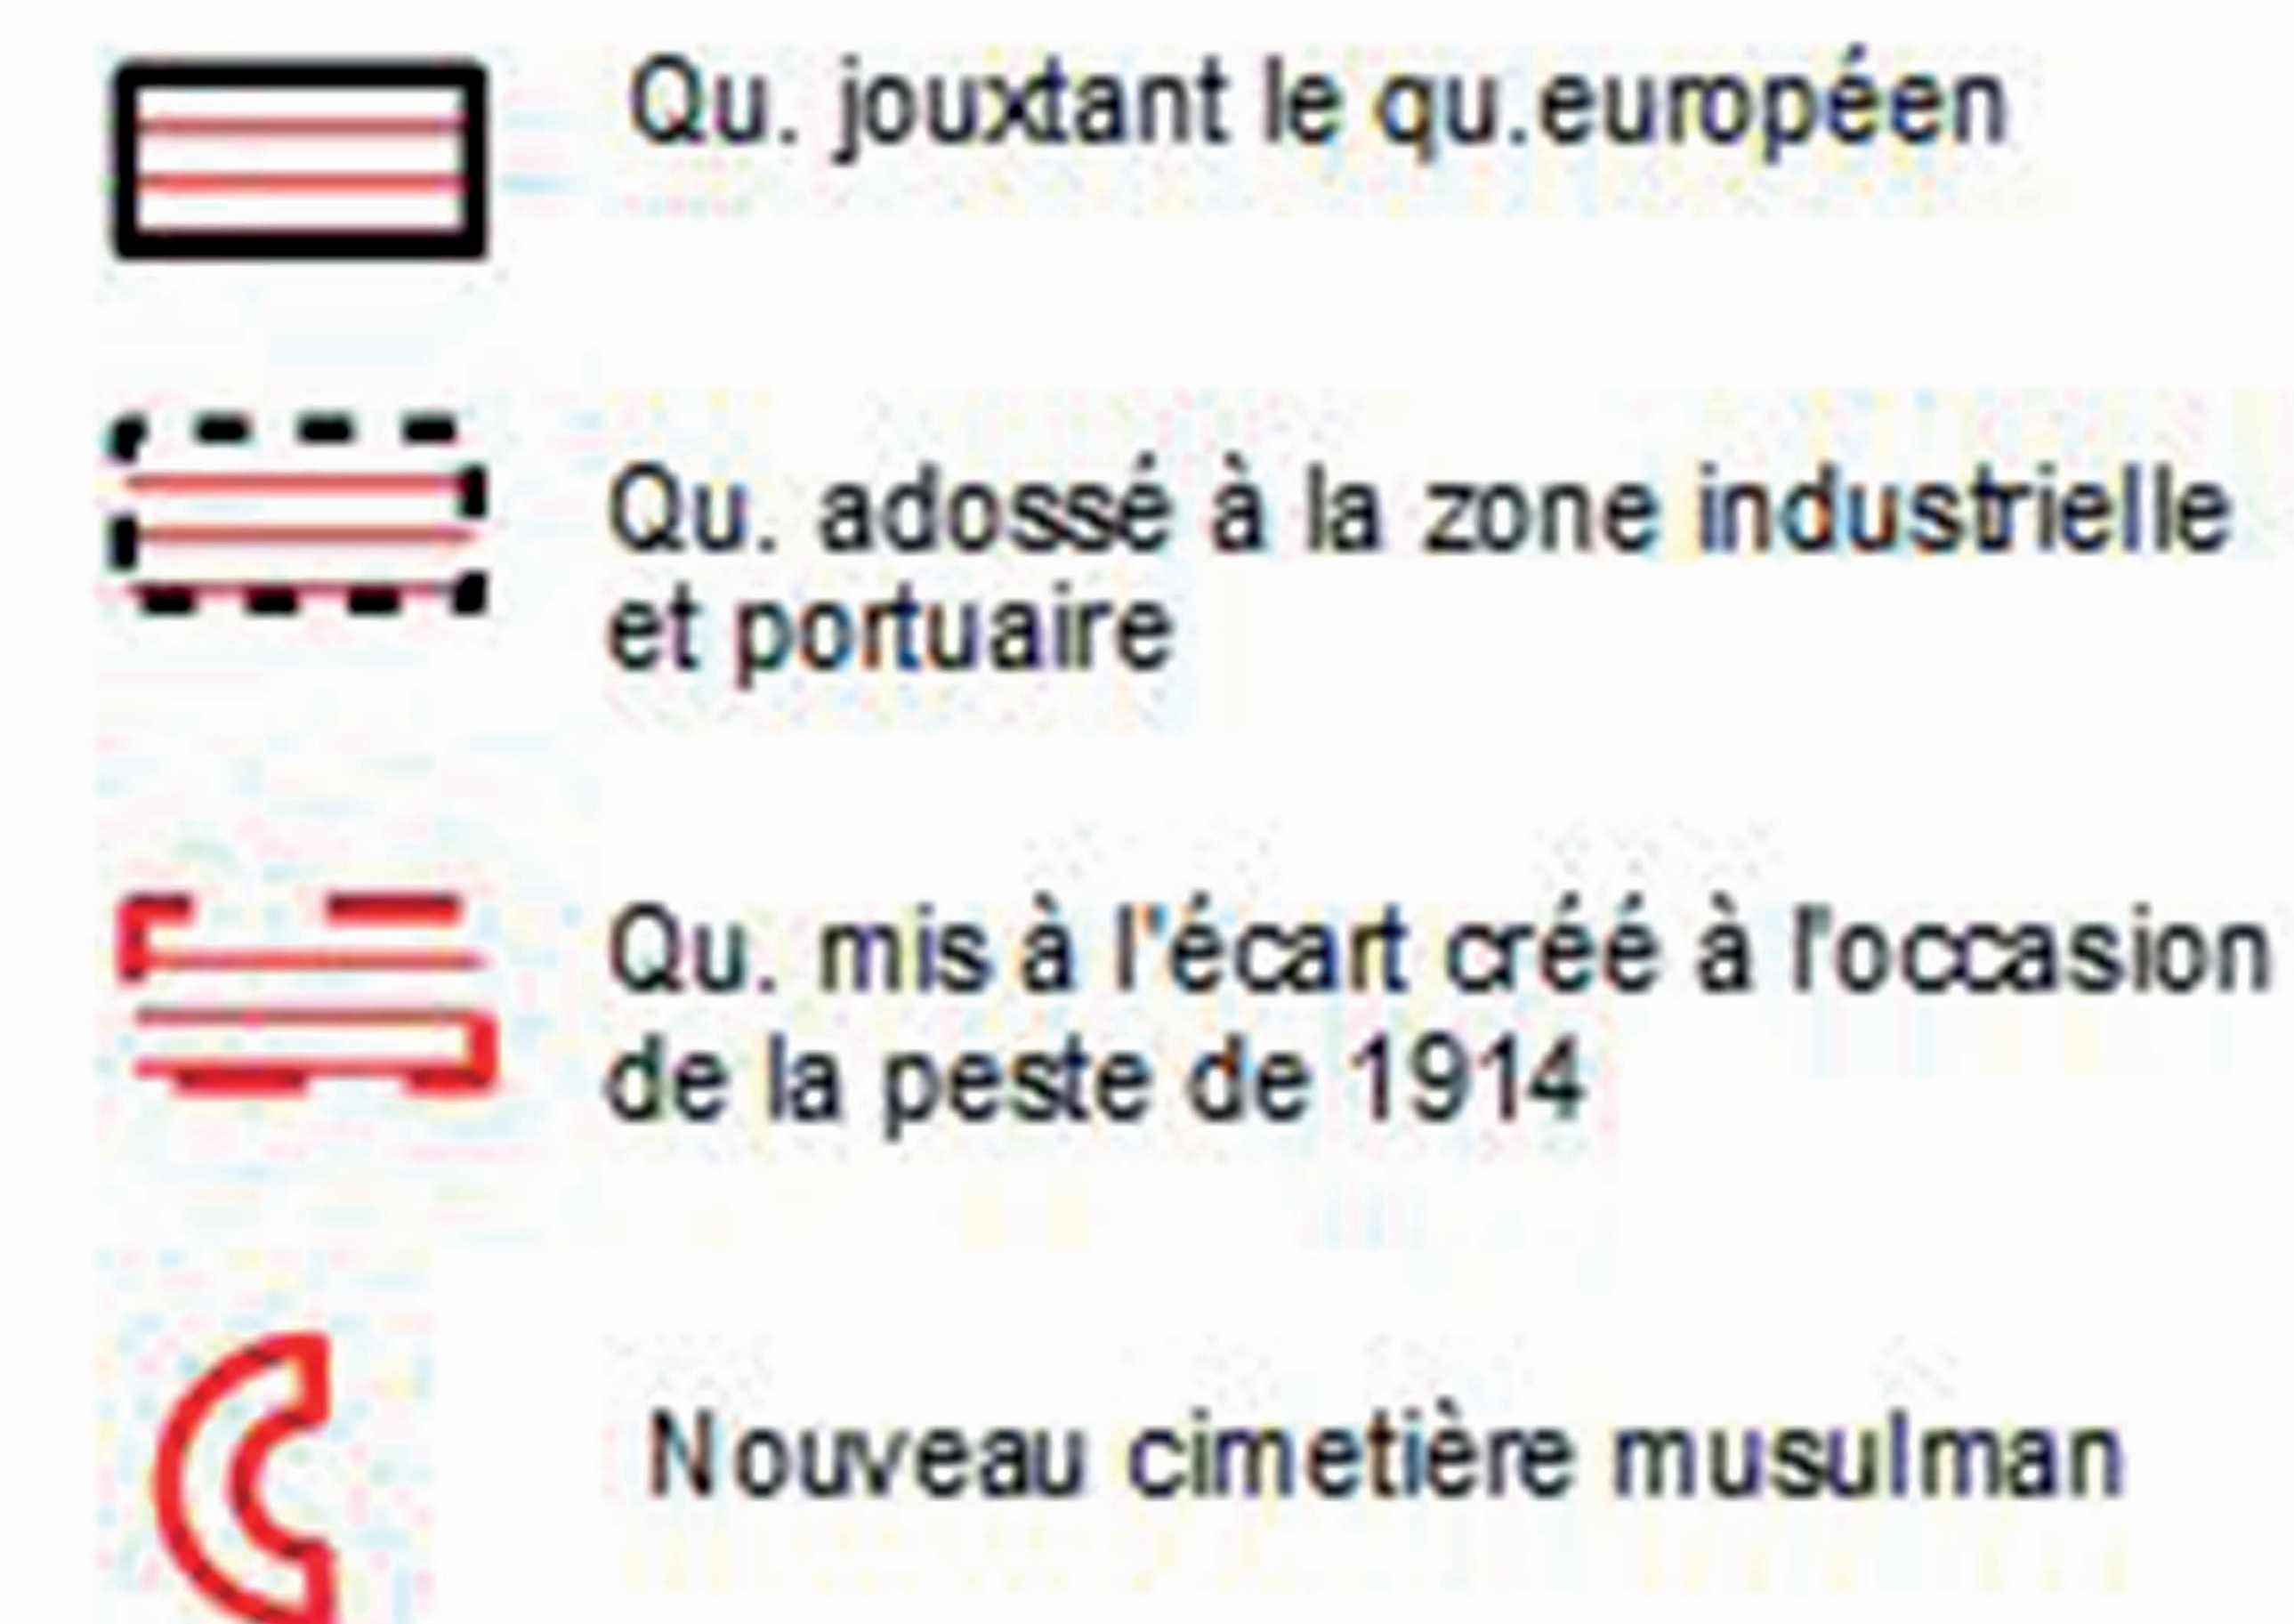 Qu. jouxtant le qu.européen
Qu. adossé à la zone industrielle
et portuaire
Qu. mis à l'écart créé à l'occasion
de la peste de 1914
Nouveau cimetière musulman